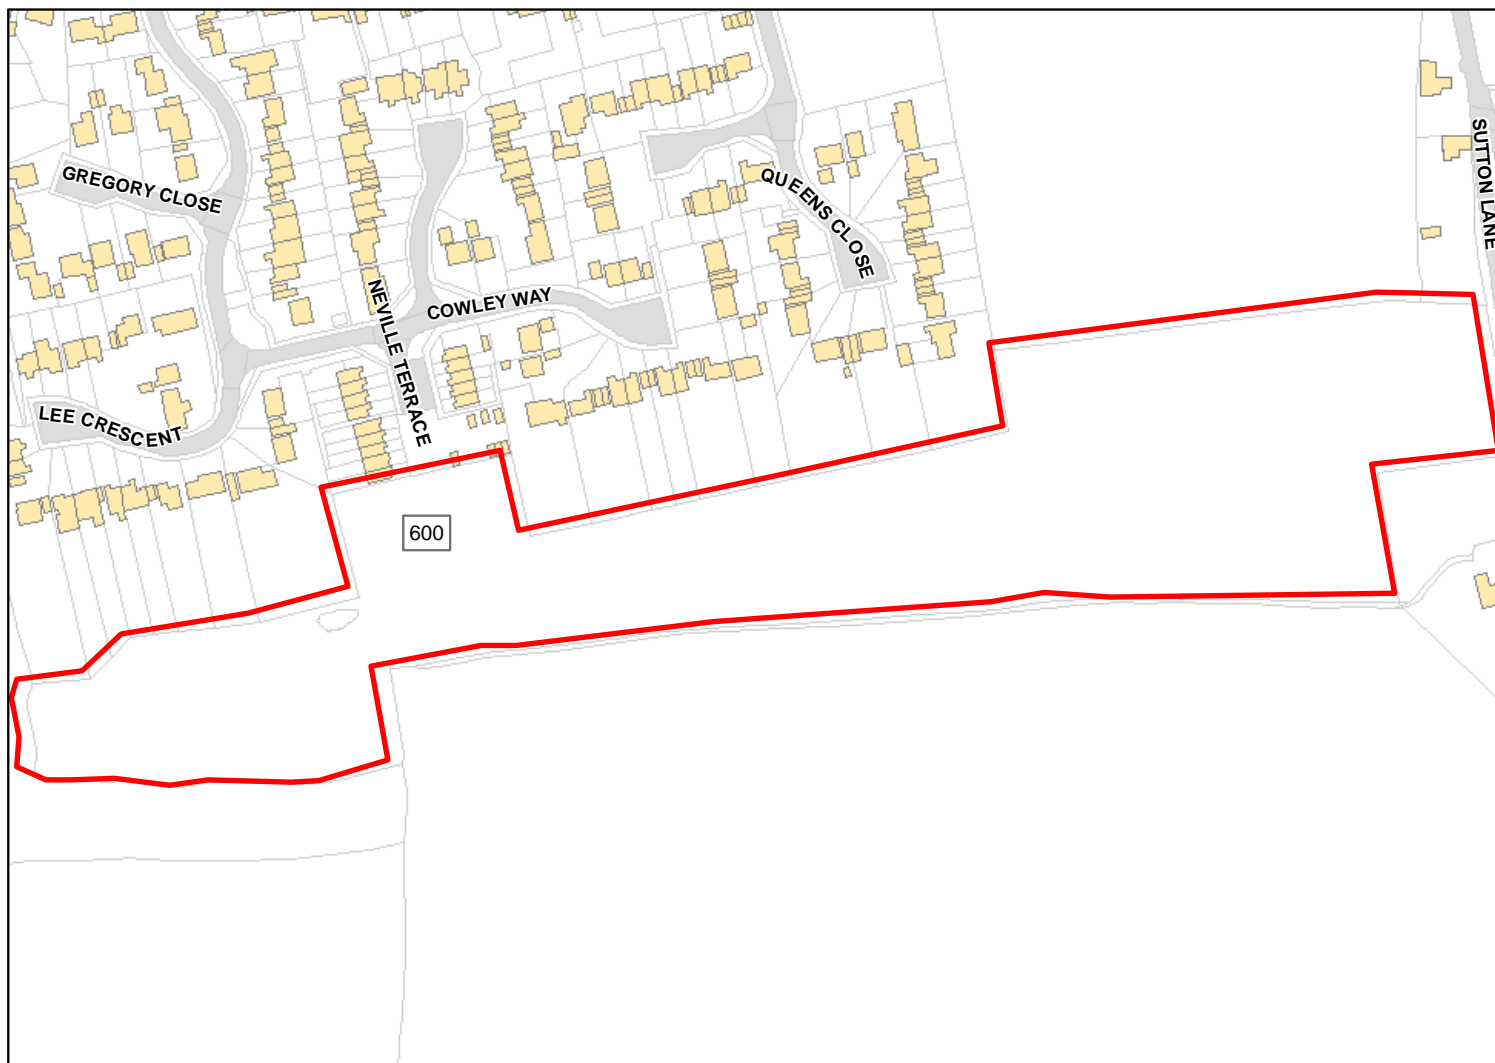 SUTTON LANE
GREGORY CLOSE
QUEENS CLOSE
NEVILLE TERRACE
COWLEY WAY
LEE CRESCENT
600